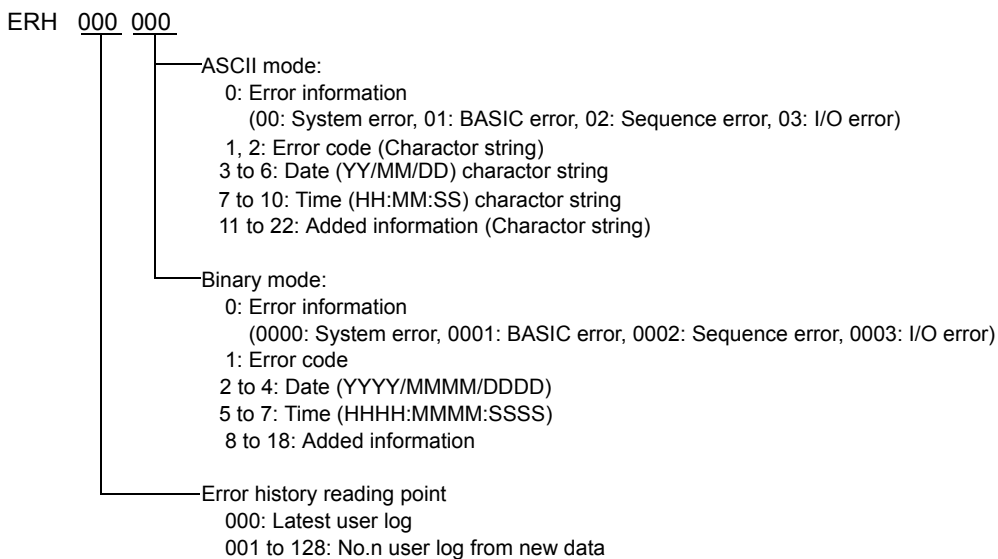 ERH 000 000
ASCII mode:
0: Error information
(00: System error, 01: BASIC error, 02: Sequence error, 03: I/O error)
1, 2: Error code (Charactor string)
3 to 6: Date (YY/MM/DD) charactor string
7 to 10: Time (HH:MM:SS) charactor string
11 to 22: Added information (Charactor string)
Binary mode:
0: Error information
(0000: System error, 0001: BASIC error, 0002: Sequence error, 0003: I/O error)
1: Error code
2 to 4: Date (YYYY/MMMM/DDDD)
5 to 7: Time (HHHH:MMMM:SSSS)
8 to 18: Added information
Error history reading point
000: Latest user log
001 to 128: No.n user log from new data